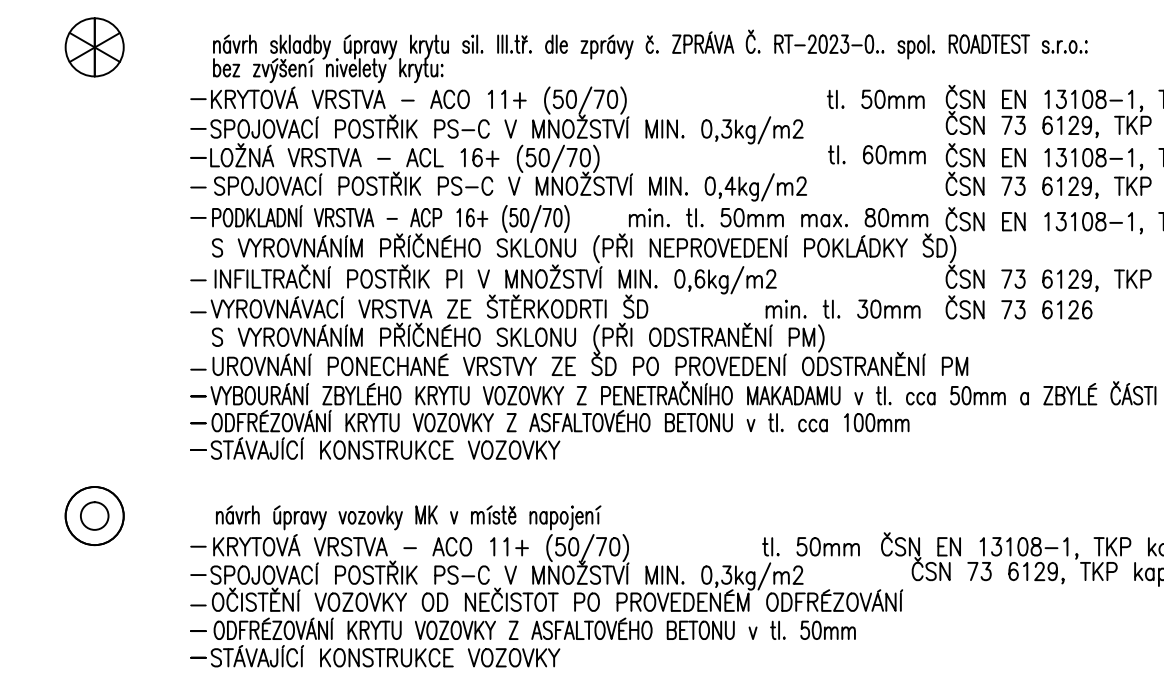 návrh skladby úpravy krytu sil. III.tř. dle zprávy č. ZPRÁVA Č. RT-2023-0.. spol. ROADTEST s.r.o.:
bez zvýšení nivelety krytu:
–KRYTOVÁ VRSTVA – ACO 11+ (50/70) tl. 50mm ČSN EN 13108–1,
–SPOJOVACÍ POSTŘIK PS–C V MNOŽSTVÍ MIN. 0,3kg/m2 ČSN 73 6129, TKP
–LOŽNÁ VRSTVA – ACL 16+ (50/70) tl. 60mm ČSN EN 13108–1,
– SPOJOVACÍ POSTŘIK PS–C V MNOŽSTVÍ MIN. 0,4kg/m2 ČSN 73 6129, TKP
– PODKLADNÍ VRSTVA – ACP 16+ (50/70) min. tl. 50mm max. 80mm ČSN EN 13108–1,
S VYROVNÁNÍM PŘÍČNÉHO SKLONU (PŘI NEPROVEDENÍ POKLÁDKY ŠD)
– INFILTRAČNÍ POSTŘIK PI V MNOŽSTVÍ MIN. 0,6kg/m2 ČSN 73 6129, TKP
–VYROVNÁVACÍ VRSTVA ZE ŠTĚRKODRTI ŠD min. tl. 30mm ČSN 73 6126
S VYROVNÁNÍM PŘÍČNÉHO SKLONU (PŘI ODSTRANĚNÍ PM)
–UROVNÁNÍ PONECHANÉ VRSTVY ZE ŠD PO PROVEDENÍ ODSTRANĚNÍ PM
–VYBOURÁNÍ ZBYLÉHO KRYTU VOZOVKY Z PENETRAČNÍHO MAKADAMU v tl. cca 50mm a ZBYLÉ ČÁSTI
–ODFRÉZOVÁNÍ KRYTU VOZOVKY Z ASFALTOVÉHO BETONU v tl. cca 100mm
–STÁVAJÍCÍ KONSTRUKCE VOZOVKY
návrh úpravy vozovky MK v místě napojení
–KRYTOVÁ VRSTVA – ACO 11+ (50/70) tl. 50mm ČSN EN 13108–1, TKP
–SPOJOVACÍ POSTŘIK PS–C V MNOŽSTVÍ MIN. 0,3kg/m2 ČSN 73 6129, TKP
–OČISTĚNÍ VOZOVKY OD NEČISTOT PO PROVEDENÉM ODFRÉZOVÁNÍ
– ODFRÉZOVÁNÍ KRYTU VOZOVKY Z ASFALTOVÉHO BETONU v tl. 50mm
–STÁVAJÍCÍ KONSTRUKCE VOZOVKY